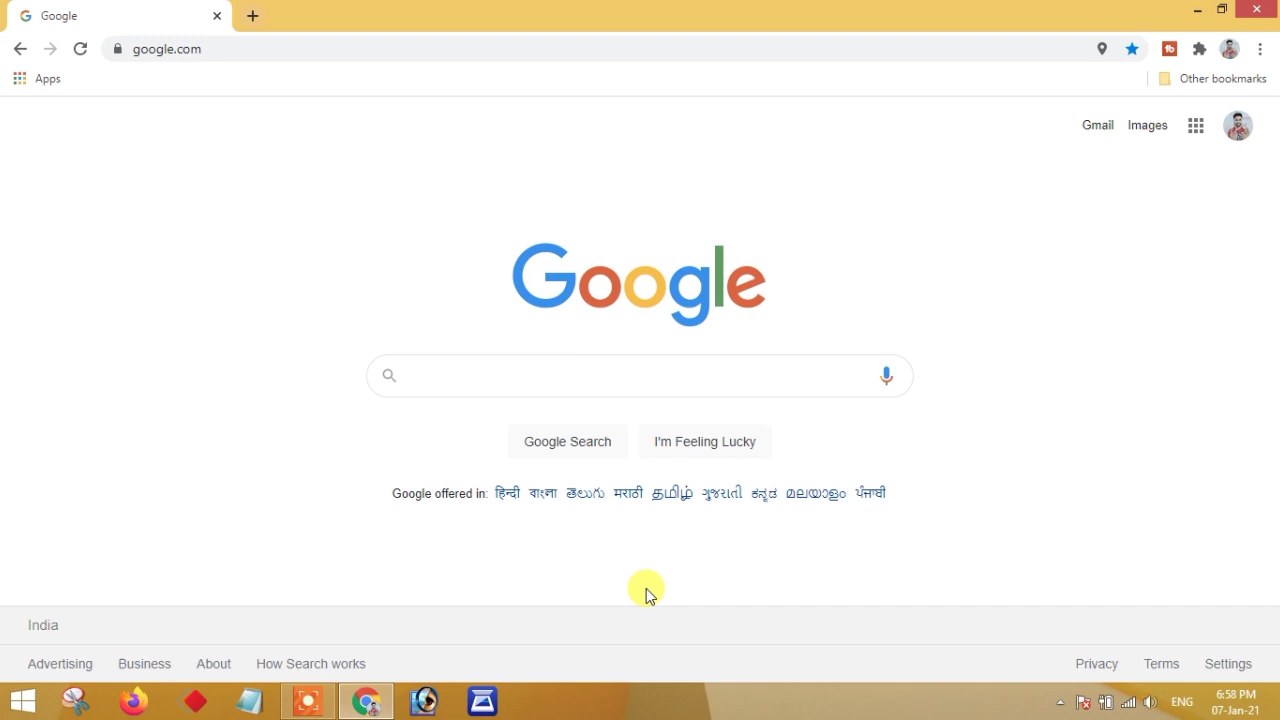 Google
google.com
Apps
Other bookmarks
Gmail Images
Google
Google Search I'm Feeling Lucky
Google offered in: हिन्दी বাংলা తెలుగు मराठी தமிழ் ગુજરાતી ಕನ್ನಡ മലയാളം ਪੰਜਾਬੀ
India
Advertising Business About How Search works Privacy Terms Settings
ENG
6:58 PM
07-Jan-21